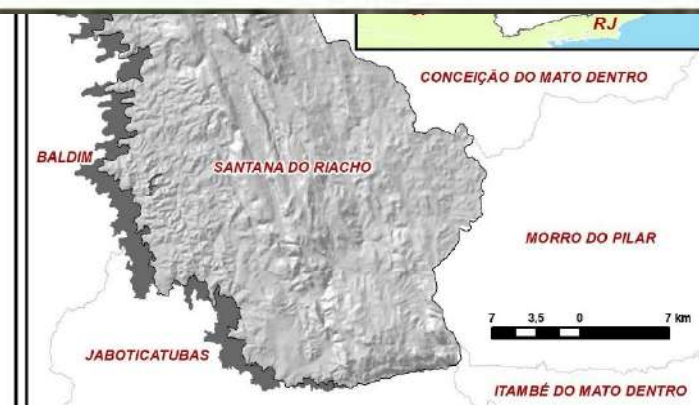 RJ
CONCEIÇÃO DO MATO DENTRO
BALDIM
SANTANA DO RIACHO
MORRO DO PILAR
7 3,5 0 7 km
JABOTICATUBAS
ITAMBÉ DO MATO DENTRO